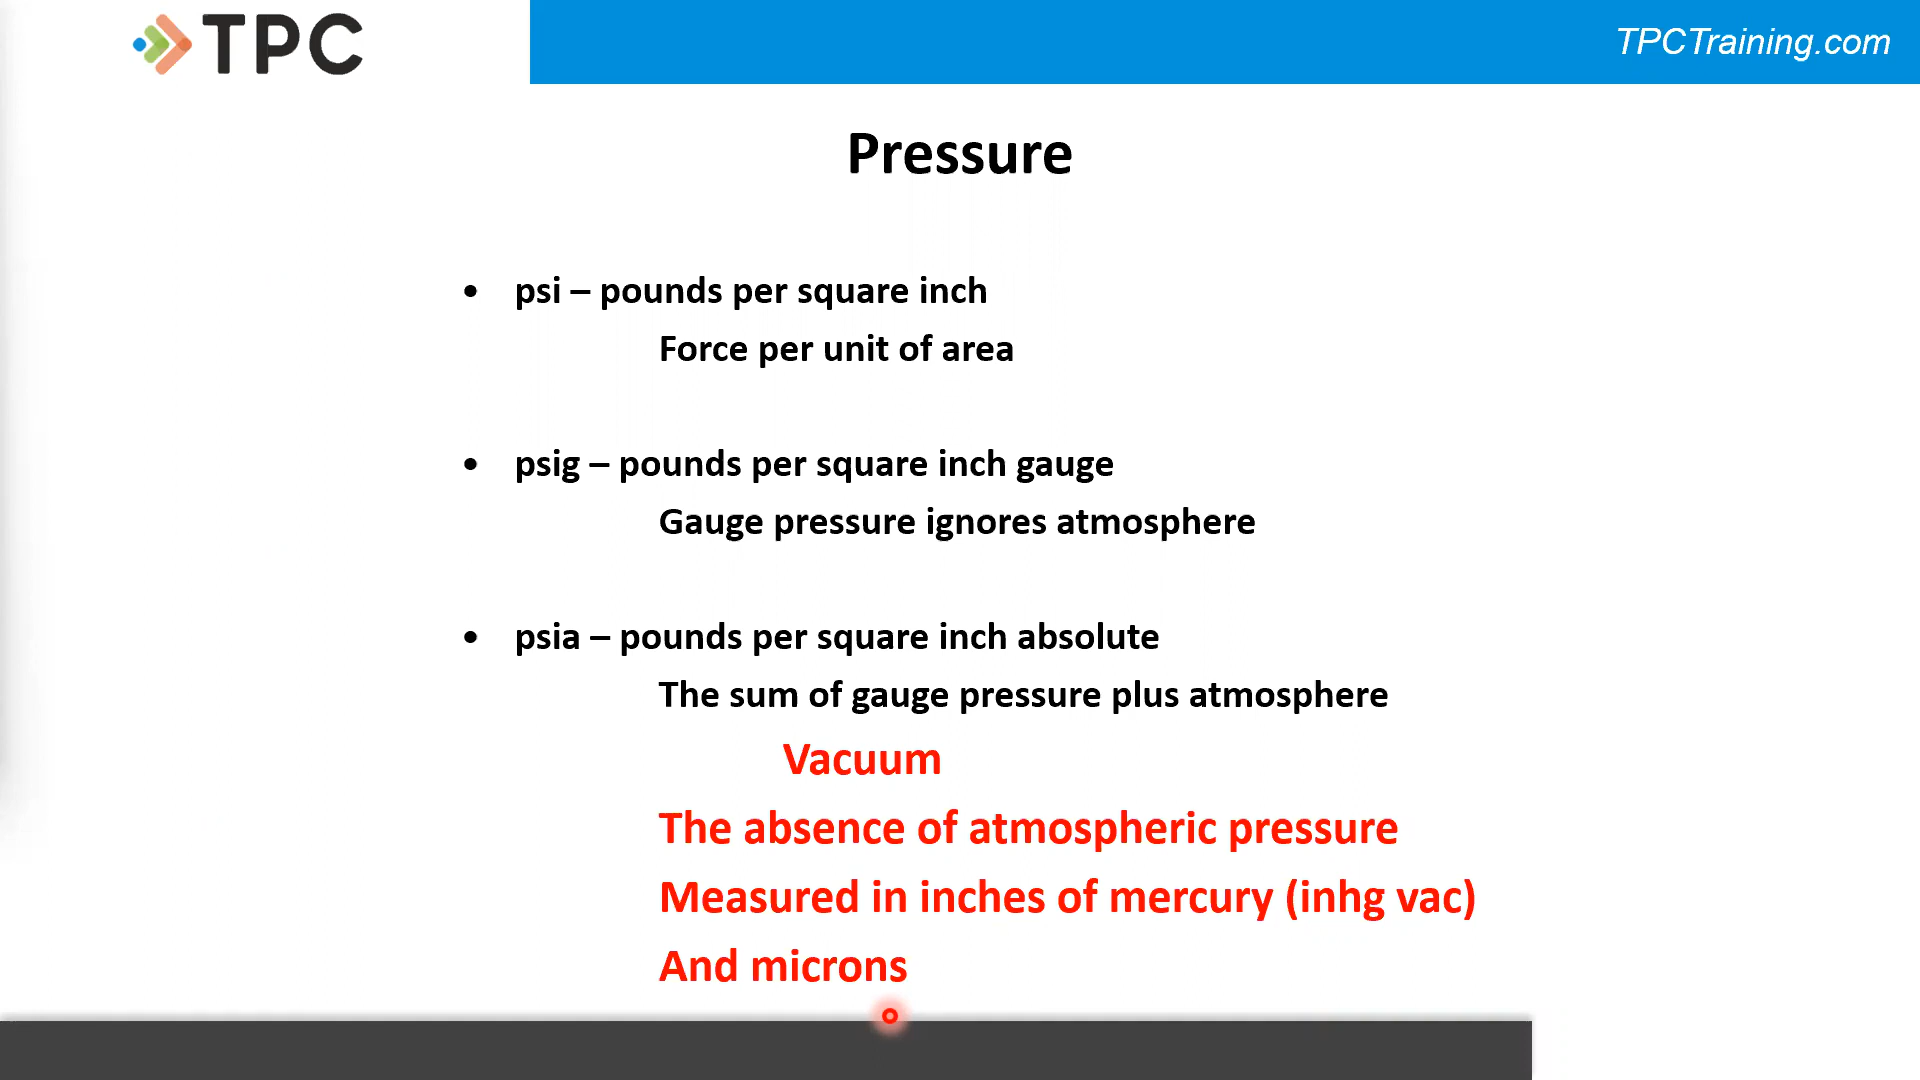 TPC
TPCTraining.com
Pressure
• psi – pounds per square inch
Force per unit of area
• psig – pounds per square inch gauge
Gauge pressure ignores atmosphere
• psia – pounds per square inch absolute
The sum of gauge pressure plus atmosphere
Vacuum
The absence of atmospheric pressure
Measured in inches of mercury (inhg vac)
And microns